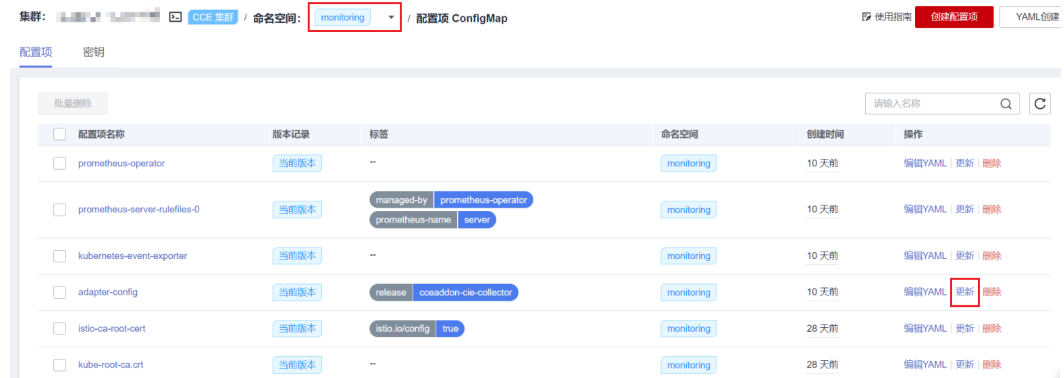 集群： CCE 集群 / 命名空间： monitoring / 配置项 ConfigMap 使用指南 创建配置项 YAML创建
配置项 密钥
批量删除 请输入名称
配置项名称 版本记录 标签 命名空间 创建时间 操作
prometheus-operator 当前版本 -- monitoring 10 天前 编辑YAML 更新 删除
managed-by prometheus-operator
prometheus-server-rulefiles-0 当前版本 monitoring 10 天前 编辑YAML 更新 删除
prometheus-name server
kubernetes-event-exporter 当前版本 -- monitoring 10 天前 编辑YAML 更新 删除
adapter-config 当前版本 release cceaddon-cie-collector monitoring 10 天前 编辑YAML 更新 删除
istio-ca-root-cert 当前版本 istio.io/config true monitoring 28 天前 编辑YAML 更新 删除
kube-root-ca.crt 当前版本 -- monitoring 28 天前 编辑YAML 更新 删除